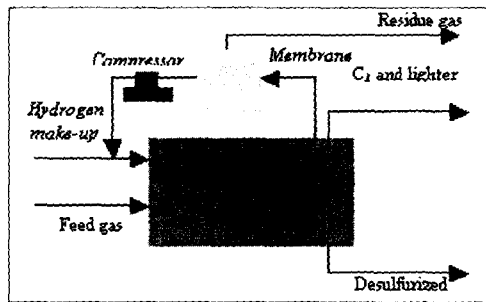 Residue gas
Compressor
Membrane
C₁ and lighter
Hydrogen
make-up
Feed gas
Desulfurized